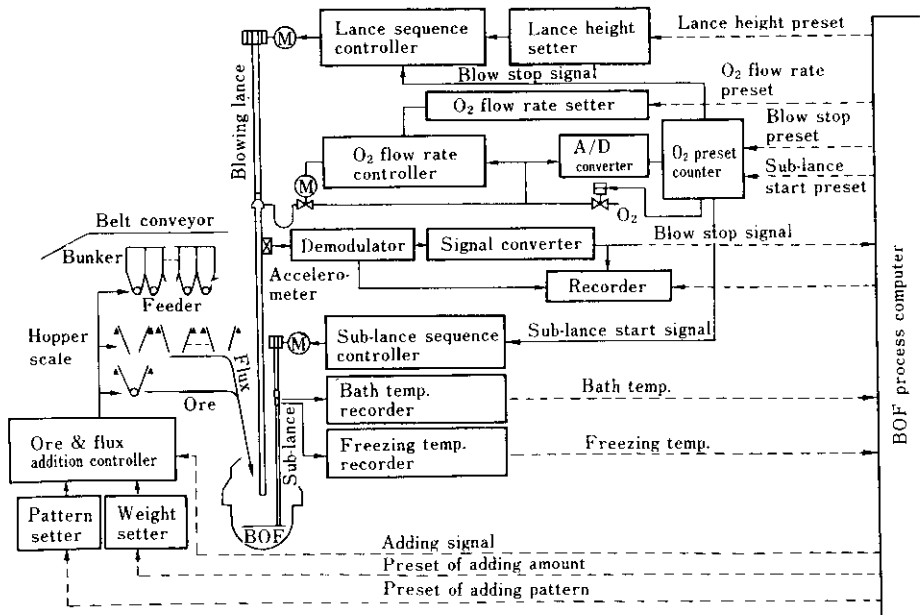 Lance sequence
controller
Lance height
setter
Lance height preset
M
Blow stop signal
O₂ flow rate
preset
O₂ flow rate setter
Blowing lance
Blow stop
preset
O₂ flow rate
controller
A/D
converter
O₂ preset
counter
Sub-lance
start preset
M
O₂
Belt conveyor
Blow stop signal
Bunker
Demodulator
Signal converter
Accelero-
meter
Recorder
Feeder
Hopper
scale
Flux
M
Sub-lance sequence
controller
Sub-lance start signal
Ore
Bath temp.
recorder
Bath temp.
Sub-lance
Freezing temp.
recorder
Freezing temp.
Ore & flux
addition controller
BOF process computer
Pattern
setter
Weight
setter
BOF
Adding signal
Preset of adding amount
Preset of adding pattern